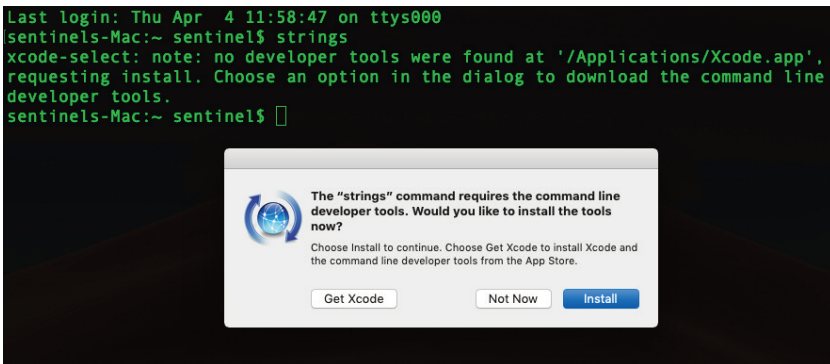 Last login: Thu Apr  4 11:58:47 on ttys000
[sentinels-Mac:~ sentinel$ strings
xcode-select: note: no developer tools were found at '/Applications/Xcode.app',
requesting install. Choose an option in the dialog to download the command line
developer tools.
sentinels-Mac:~ sentinel$
The “strings” command requires the command line
developer tools. Would you like to install the tools
now?
Choose Install to continue. Choose Get Xcode to install Xcode and
the command line developer tools from the App Store.
Get Xcode Not Now Install